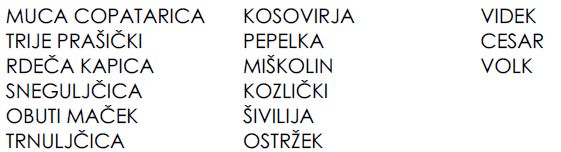 MUCA COPATARICA
TRIJE PRAŠIČKI
RDEČA KAPICA
SNEGULJČICA
OBUTI MAČEK
TRNULJČICA
KOSOVIRJA
PEPELKA
MIŠKOLIN
KOZLIČKI
ŠIVILIJA
OSTRŽEK
VIDEK
CESAR
VOLK